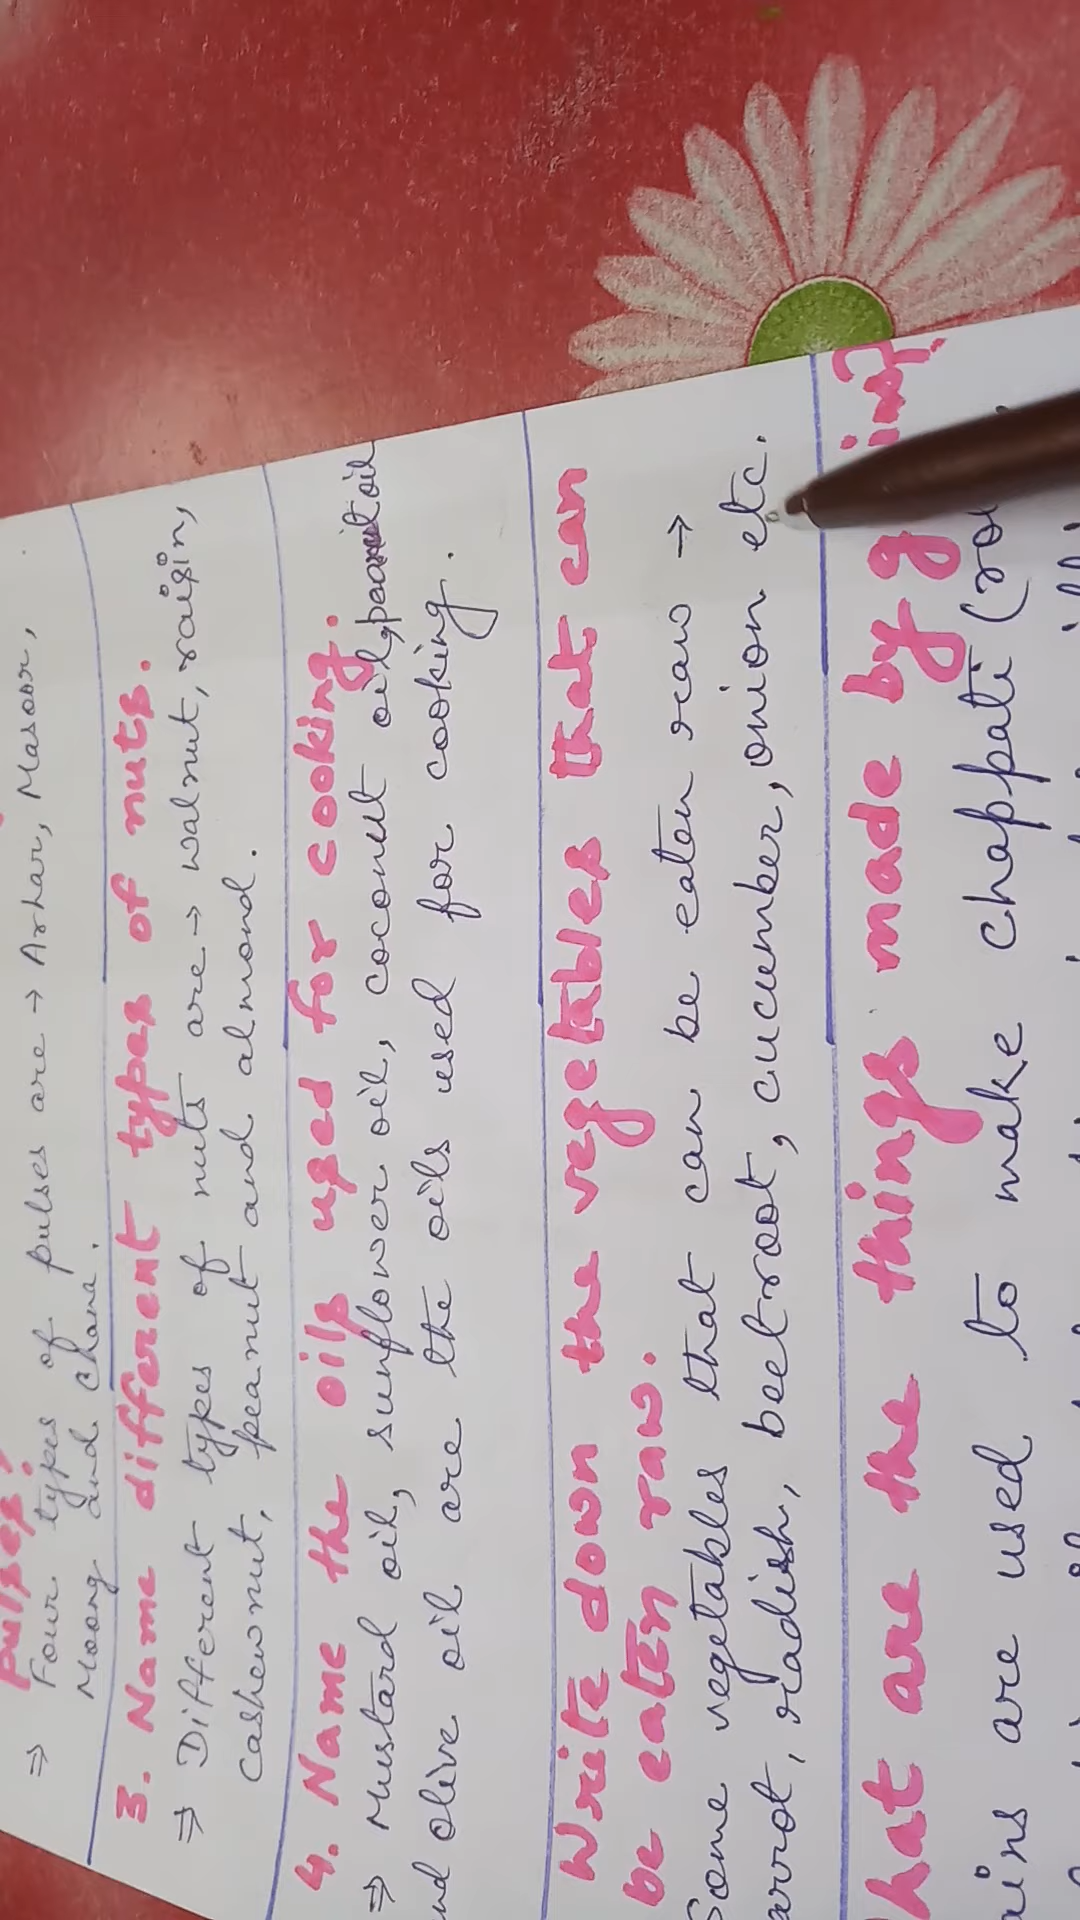 pulses?
⇒ Four types of pulses are → Arhar, Masoor,
Moong and Chana.
3. Name different types of nuts.
⇒ Different types of nuts are → walnut, raisin,
cashewnut, peanut and almond.
4. Name the oils used for cooking.
⇒ Mustard oil, sunflower oil, coconut oil, peanut oil
and olive oil are the oils used for cooking.
Write down the vegetables that can
be eaten raw.
Some vegetables that can be eaten raw →
arrot, radish, beetroot, cucumber, onion etc.
hat are the things made by g
ains are used to make chappati (ro